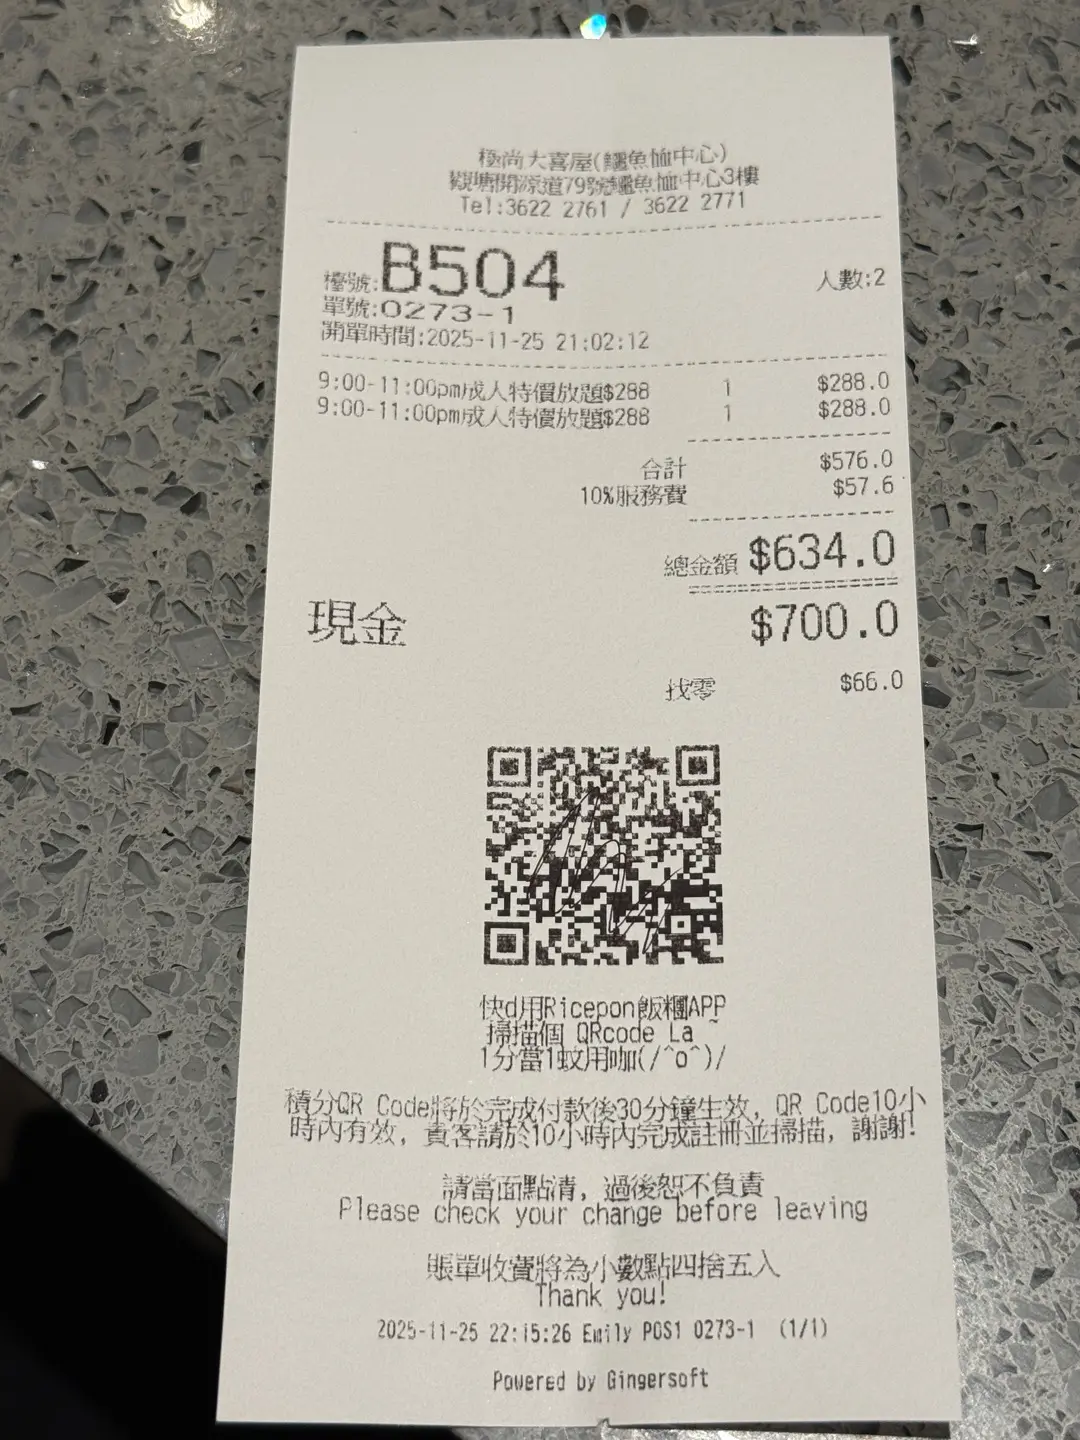 極尚大喜屋(鱷魚恤中心)
觀塘開源道79號鱷魚恤中心3樓
Tel:3622 2761 / 3622 2771
檯號:B504 人數:2
單號:0273-1
開單時間:2025-11-25 21:02:12
9:00-11:00pm成人特價放題$288 1 $288.0
9:00-11:00pm成人特價放題$288 1 $288.0
合計 $576.0
10%服務費 $57.6
總金額 $634.0
現金 $700.0
找零 $66.0
快d用Ricepon飯糰APP
掃描個 QRcode La ~
1分當1蚊用咖(/^o^)/
積分QR Code將於完成付款後30分鐘生效, QR Code10小
時內有效, 貴客請於10小時內完成註冊並掃描, 謝謝!
請當面點清, 過後恕不負責
Please check your change before leaving
賬單收費將為小數點四捨五入
Thank you!
2025-11-25 22:15:26 Emily POS1 0273-1 (1/1)
Powered by Gingersoft